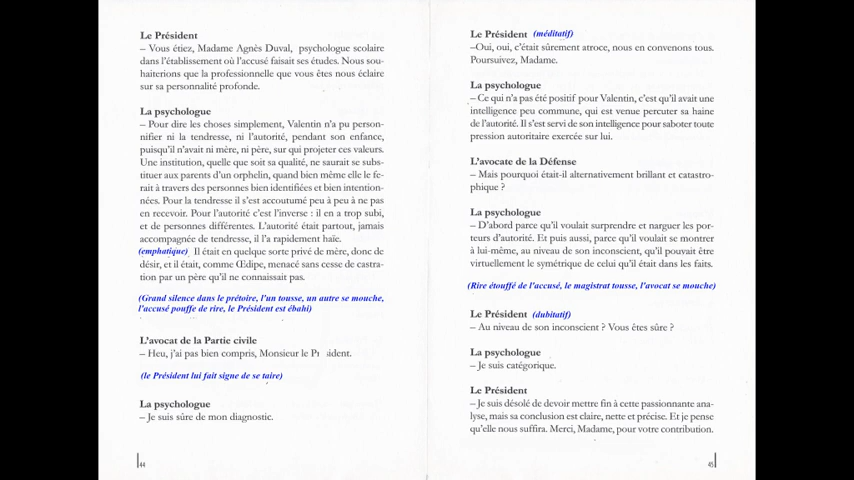 Le Président
– Vous étiez, Madame Agnès Duval, psychologue scolaire
dans l'établissement où l'accusé faisait ses études. Nous sou-
haiterions que la professionnelle que vous êtes nous éclaire
sur sa personnalité profonde.
La psychologue
– Pour dire les choses simplement, Valentin n'a pu person-
nifier ni la tendresse, ni l'autorité, pendant son enfance,
puisqu'il n'avait ni mère, ni père, sur qui projeter ces valeurs.
Une institution, quelle que soit sa qualité, ne saurait se subs-
tituer aux parents d'un orphelin, quand bien même elle le fe-
rait à travers des personnes bien identifiées et bien intention-
nées. Pour la tendresse il s'est accoutumé peu à peu à ne pas
en recevoir. Pour l'autorité c'est l'inverse : il en a trop subi,
et de personnes différentes. L'autorité était partout, jamais
accompagnée de tendresse, il l'a rapidement haïe.
(emphatique) Il était en quelque sorte privé de mère, donc de
désir, et il était, comme Œdipe, menacé sans cesse de castra-
tion par un père qu'il ne connaissait pas.
(Grand silence dans le prétoire, l'un tousse, un autre se mouche,
l'accusé pouffe de rire, le Président est ébahi)
L'avocat de la Partie civile
– Heu, j'ai pas bien compris, Monsieur le Pr ident.
(le Président lui fait signe de se taire)
La psychologue
– Je suis sûre de mon diagnostic.
44
Le Président (méditatif)
–Oui, oui, c'était sûrement atroce, nous en convenons tous.
Poursuivez, Madame.
La psychologue
– Ce qui n'a pas été positif pour Valentin, c'est qu'il avait une
intelligence peu commune, qui est venue percuter sa haine
de l'autorité. Il s'est servi de son intelligence pour saboter toute
pression autoritaire exercée sur lui.
L'avocate de la Défense
– Mais pourquoi était-il alternativement brillant et catastro-
phique ?
La psychologue
– D'abord parce qu'il voulait surprendre et narguer les por-
teurs d'autorité. Et puis aussi, parce qu'il voulait se montrer
à lui-même, au niveau de son inconscient, qu'il pouvait être
virtuellement le symétrique de celui qu'il était dans les faits.
(Rire étouffé de l'accusé, le magistrat tousse, l'avocat se mouche)
Le Président (dubitatif)
– Au niveau de son inconscient ? Vous êtes sûre ?
La psychologue
– Je suis catégorique.
Le Président
– Je suis désolé de devoir mettre fin à cette passionnante ana-
lyse, mais sa conclusion est claire, nette et précise. Et je pense
qu'elle nous suffira. Merci, Madame, pour votre contribution.
45